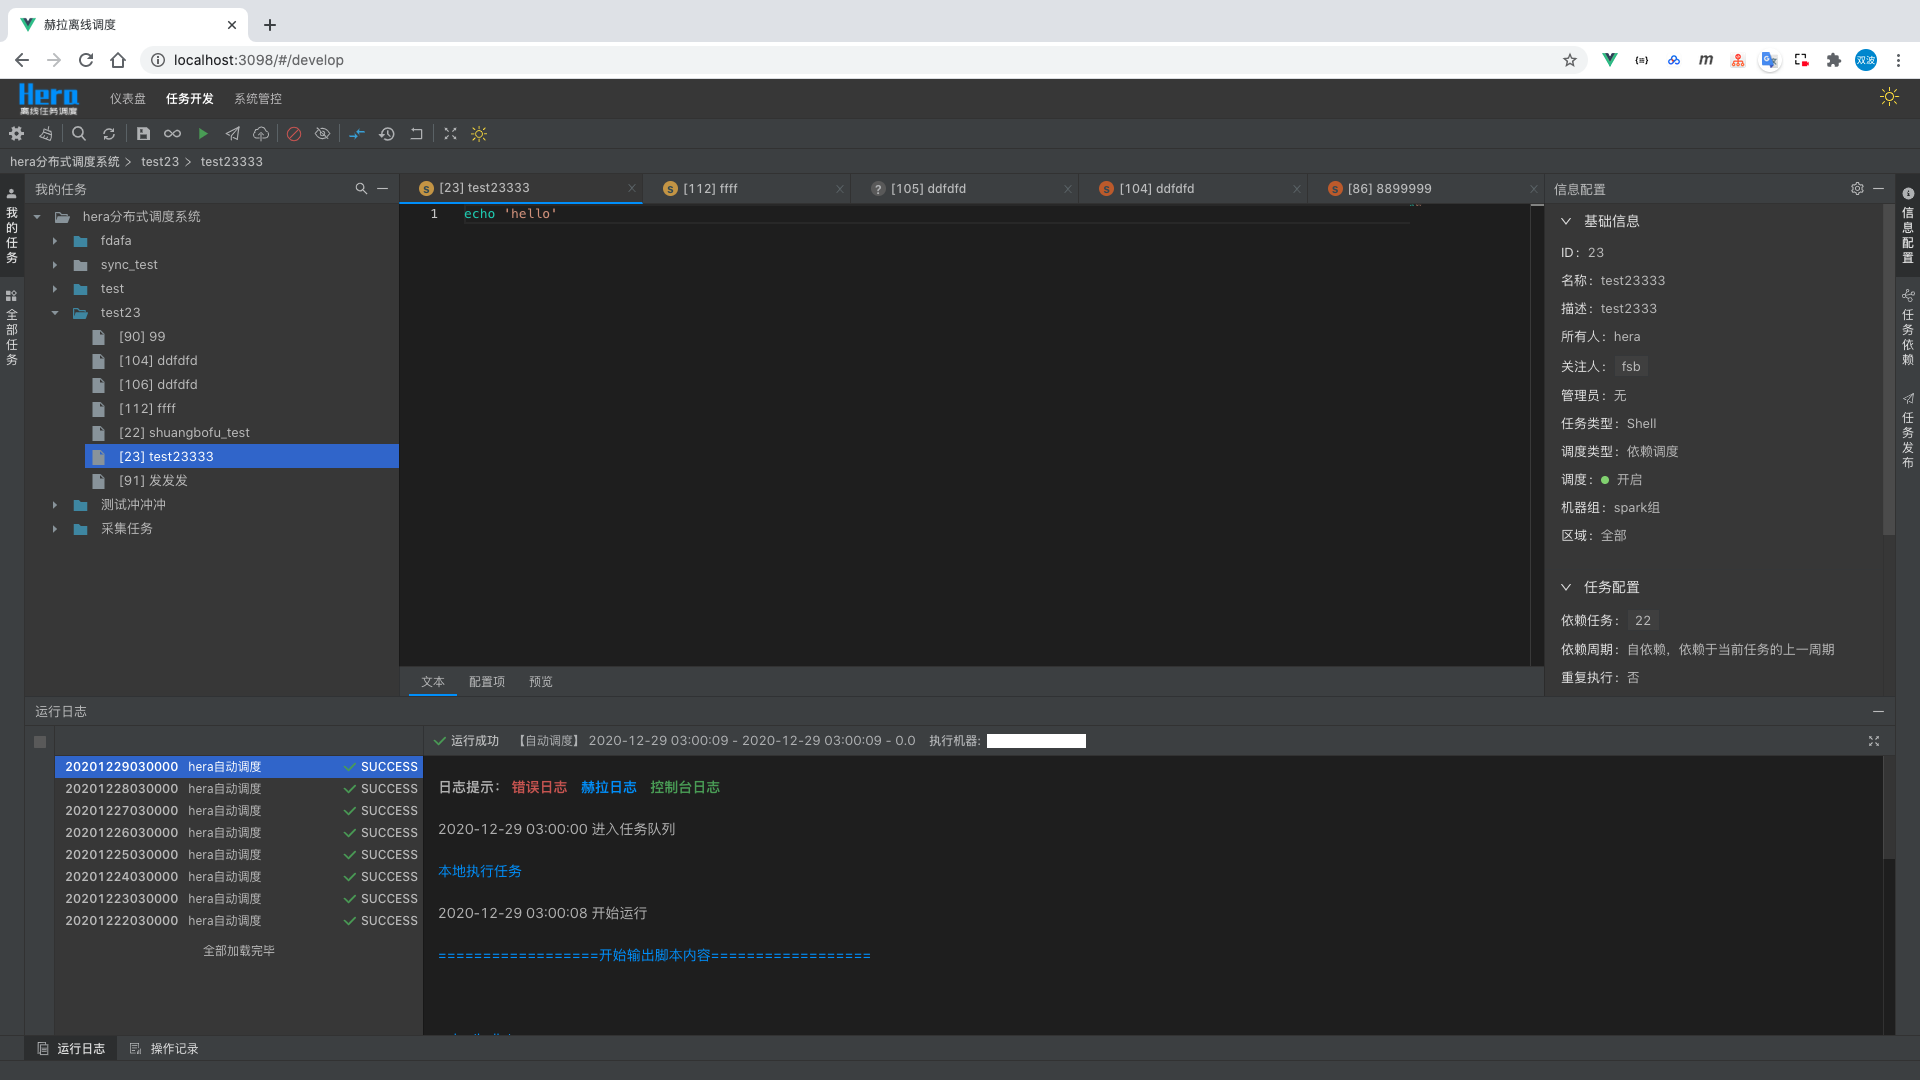 赫拉离线调度
localhost:3098/#/develop
双波
Hera
离线任务调度
仪表盘 任务开发 系统管控
hera分布式调度系统 > test23 > test23333
我的任务
全部任务
我的任务
hera分布式调度系统
fdafa
sync_test
test
test23
[90] 99
[104] ddfdfd
[106] ddfdfd
[112] ffff
[22] shuangbofu_test
[23] test23333
[91] 发发发
测试冲冲冲
采集任务
[23] test23333
[112] ffff
[105] ddfdfd
[104] ddfdfd
[86] 8899999
1 echo 'hello'
文本 配置项 预览
信息配置
基础信息
ID：23
名称：test23333
描述：test2333
所有人：hera
关注人：fsb
管理员：无
任务类型：Shell
调度类型：依赖调度
调度：开启
机器组：spark组
区域：全部
任务配置
依赖任务：22
依赖周期：自依赖，依赖于当前任务的上一周期
重复执行：否
信息配置
任务依赖
任务发布
运行日志
20201229030000 hera自动调度 SUCCESS
20201228030000 hera自动调度 SUCCESS
20201227030000 hera自动调度 SUCCESS
20201226030000 hera自动调度 SUCCESS
20201225030000 hera自动调度 SUCCESS
20201224030000 hera自动调度 SUCCESS
20201223030000 hera自动调度 SUCCESS
20201222030000 hera自动调度 SUCCESS
全部加载完毕
运行成功 【自动调度】 2020-12-29 03:00:09 - 2020-12-29 03:00:09 - 0.0 执行机器:
日志提示： 错误日志 赫拉日志 控制台日志
2020-12-29 03:00:00 进入任务队列
本地执行任务
2020-12-29 03:00:08 开始运行
==================开始输出脚本内容==================
运行日志 操作记录